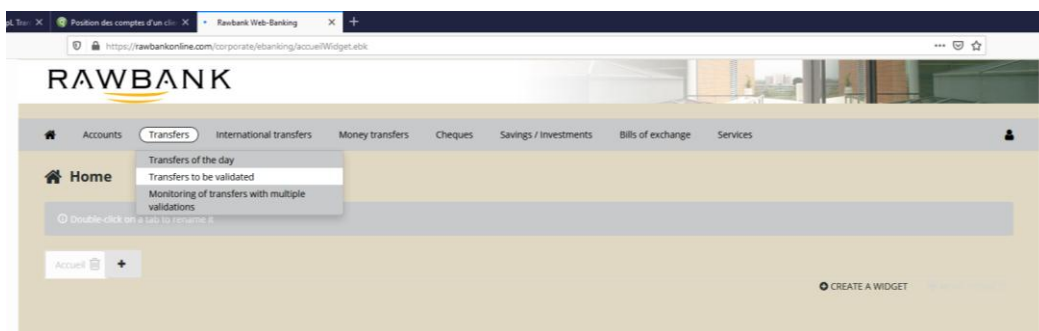 Position des comptes d'un clie
Rawbank Web-Banking
https://rawbankonline.com/corporate/ebanking/accueilWidget.ebk
RAWBANK
Accounts Transfers International transfers Money transfers Cheques Savings / Investments Bills of exchange Services
Transfers of the day
Home
Transfers to be validated
Monitoring of transfers with multiple
validations
Double-click on a tab to rename it
Accueil
CREATE A WIDGET